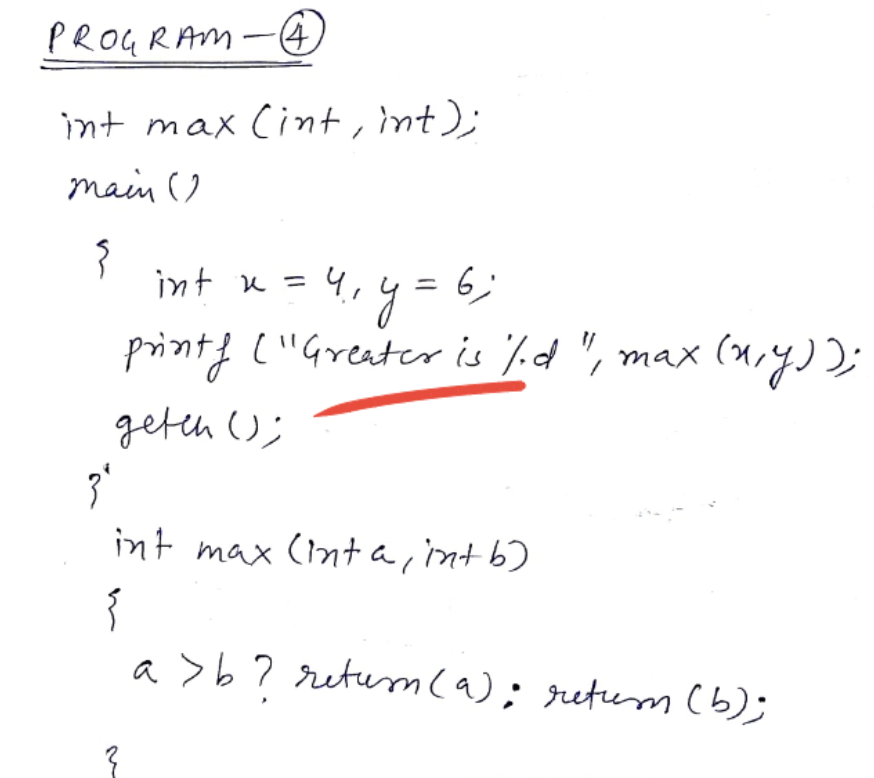 PROGRAM - ④
int max (int, int);
main ()
{
int x = 4, y = 6;
printf ("Greater is %d ", max (x,y));
getch ();
}
int max (int a, int b)
{
a > b ? return(a) : return (b);
}